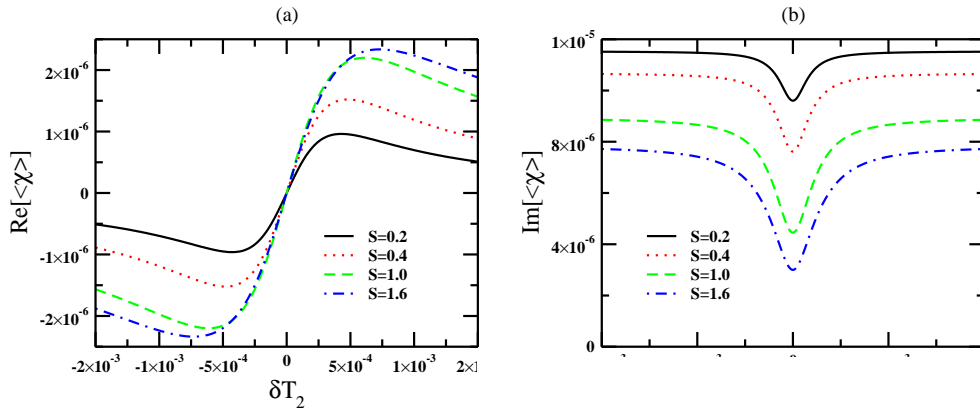 (a)
2×10⁻⁶
1×10⁻⁶
0
-1×10⁻⁶
-2×10⁻⁶
Re[<χ>]
S=0.2
S=0.4
S=1.0
S=1.6
-2×10⁻³ -1×10⁻³ -5×10⁻⁴ 0 5×10⁻⁴ 1×10⁻³
δT₂
(b)
1×10⁻⁵
8×10⁻⁶
4×10⁻⁶
0
Im[<χ>]
S=0.2
S=0.4
S=1.0
S=1.6